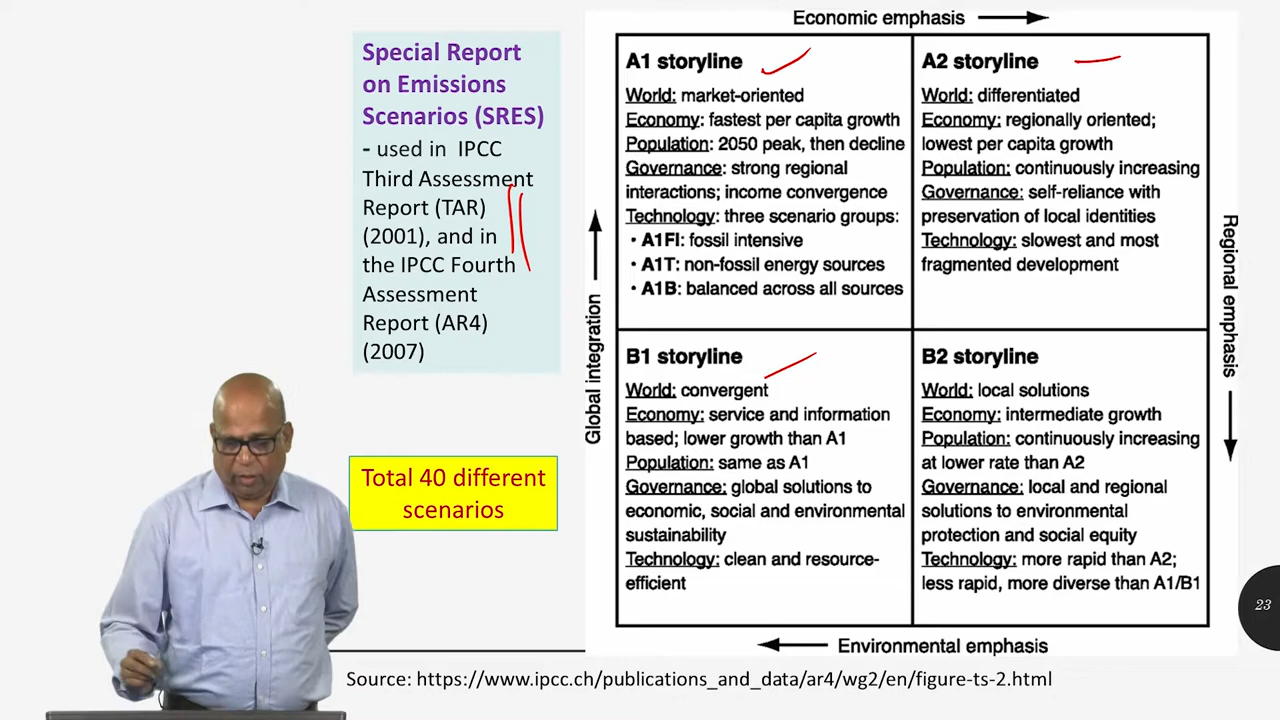 Economic emphasis
Special Report
on Emissions
Scenarios (SRES)
- used in IPCC
Third Assessment
Report (TAR)
(2001), and in
the IPCC Fourth
Assessment
Report (AR4)
(2007)
Total 40 different
scenarios
Global integration
A1 storyline
World: market-oriented
Economy: fastest per capita growth
Population: 2050 peak, then decline
Governance: strong regional
interactions; income convergence
Technology: three scenario groups:
• A1FI: fossil intensive
• A1T: non-fossil energy sources
• A1B: balanced across all sources
A2 storyline
World: differentiated
Economy: regionally oriented;
lowest per capita growth
Population: continuously increasing
Governance: self-reliance with
preservation of local identities
Technology: slowest and most
fragmented development
Regional emphasis
B1 storyline
World: convergent
Economy: service and information
based; lower growth than A1
Population: same as A1
Governance: global solutions to
economic, social and environmental
sustainability
Technology: clean and resource-
efficient
B2 storyline
World: local solutions
Economy: intermediate growth
Population: continuously increasing
at lower rate than A2
Governance: local and regional
solutions to environmental
protection and social equity
Technology: more rapid than A2;
less rapid, more diverse than A1/B1
23
Environmental emphasis
Source: https://www.ipcc.ch/publications_and_data/ar4/wg2/en/figure-ts-2.html